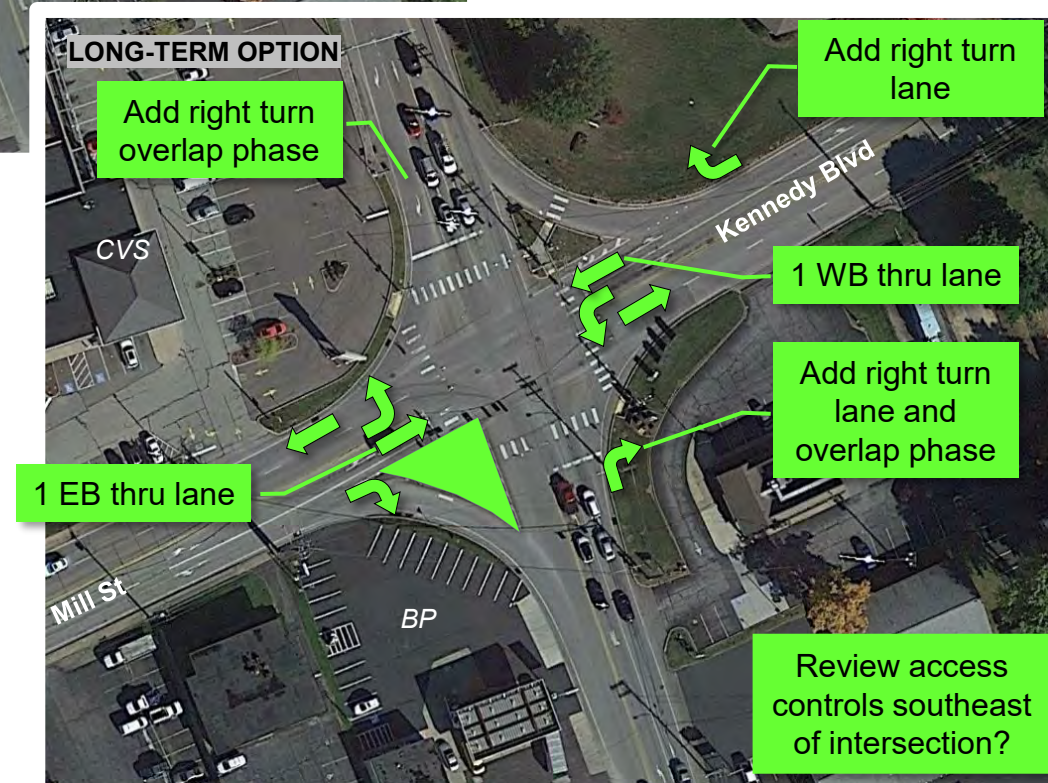 LONG-TERM OPTION
Add right turn
overlap phase
Add right turn
lane
Kennedy Blvd
CVS
1 WB thru lane
Add right turn
lane and
overlap phase
1 EB thru lane
Mill St
BP
Review access
controls southeast
of intersection?